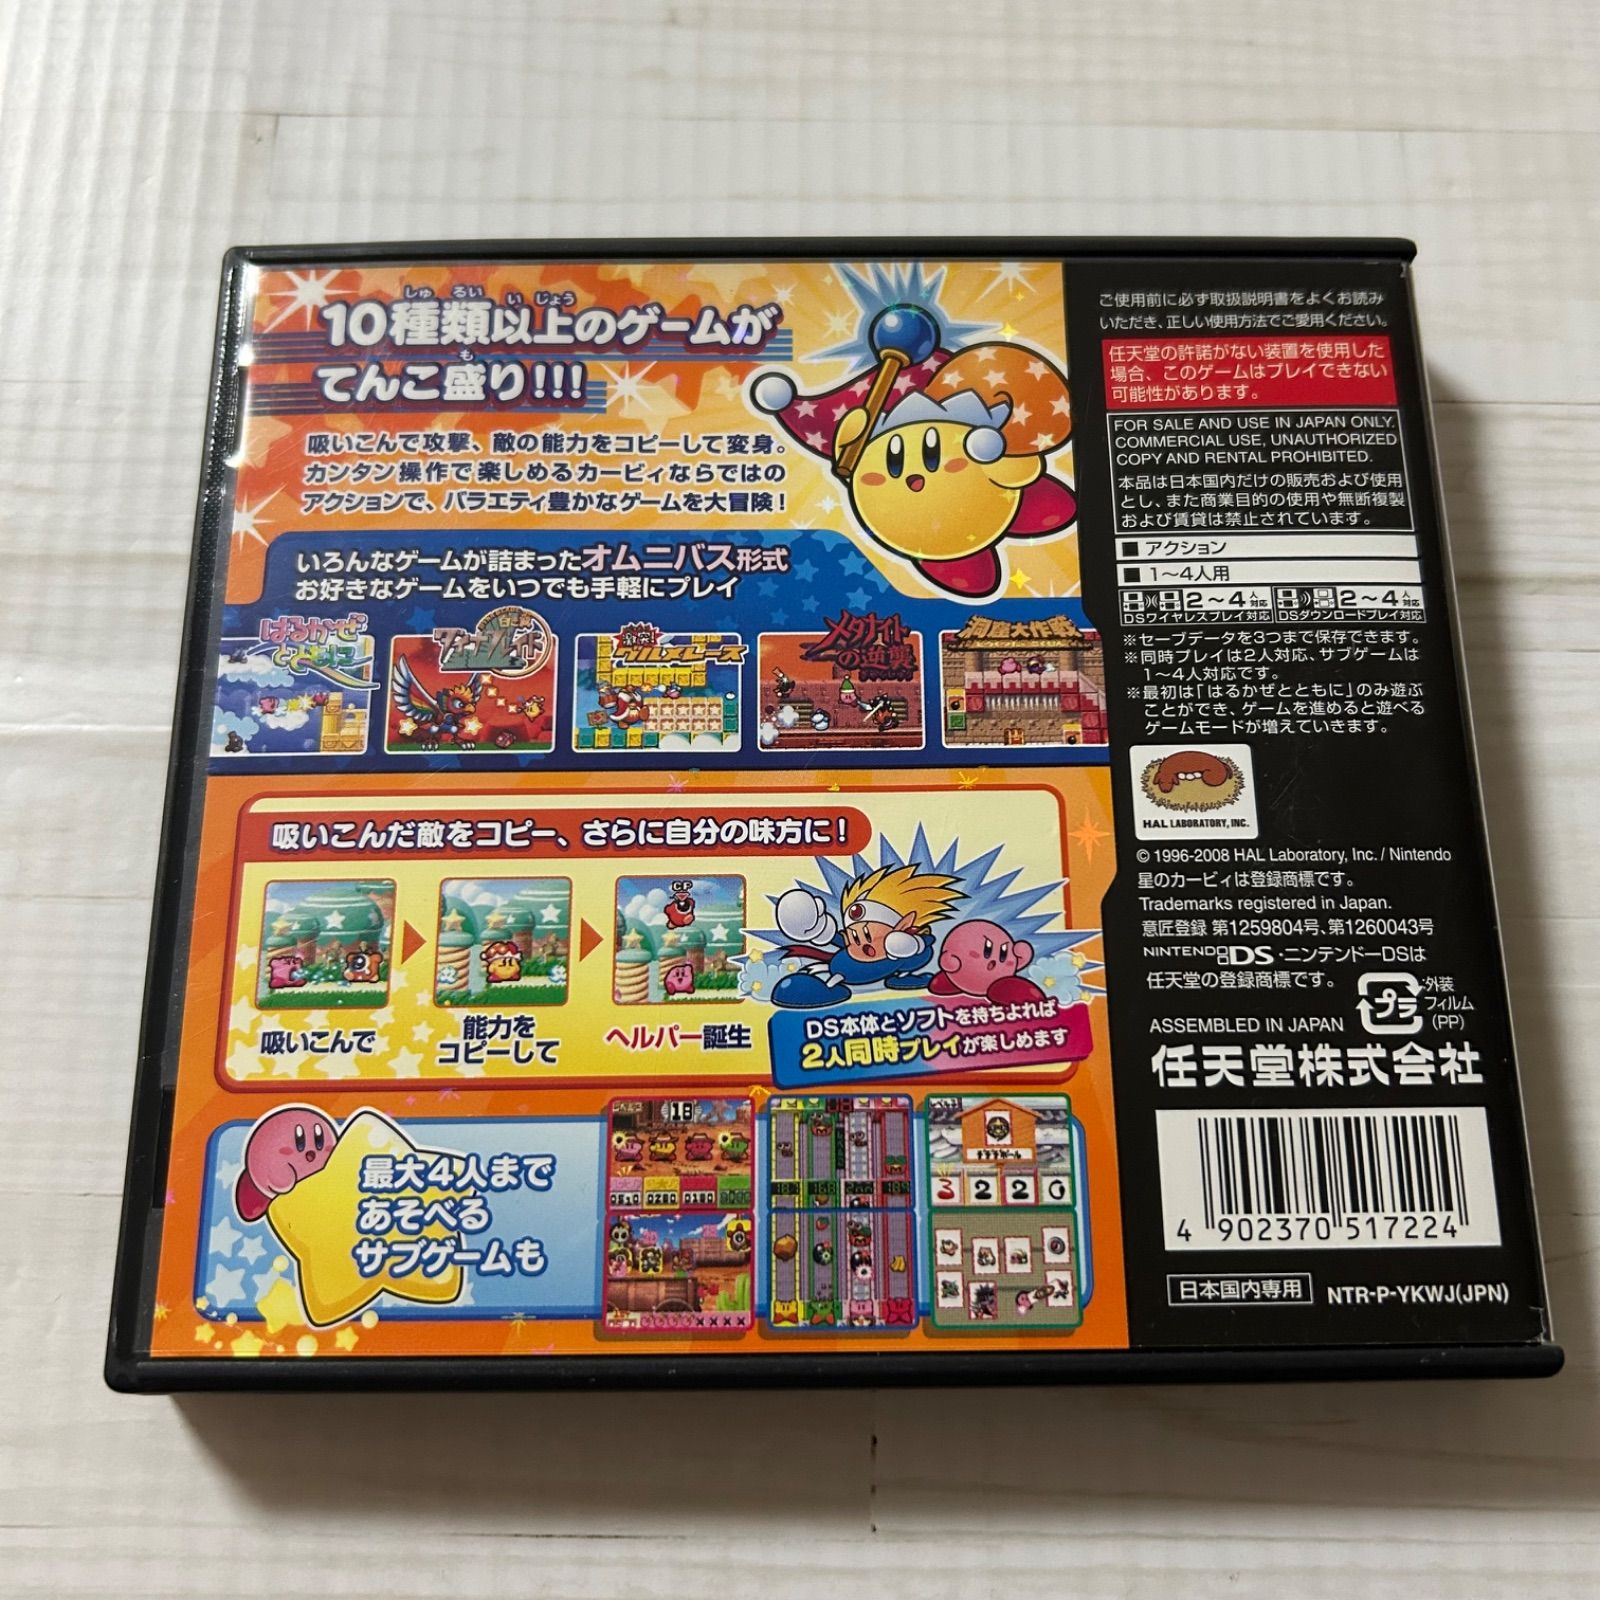 10種類以上のゲームが
しゅ るい い じょう
てんこ盛り!!!
も
吸いこんで攻撃、敵の能力をコピーして変身。
カンタン操作で楽しめるカービィならではの
アクションで、バラエティ豊かなゲームを大冒険!
いろんなゲームが詰まったオムニバス形式
お好きなゲームをいつでも手軽にプレイ
はるかぜとともに
激突!グルメレース
メタナイトの逆襲
洞窟大作戦
吸いこんだ敵をコピー、さらに自分の味方に!
吸いこんで
能力を
コピーして
ヘルパー誕生
DS本体とソフトを持ちよれば
2人同時プレイが楽しめます
最大4人まで
あそべる
サブゲームも
18
3 2 2 0
ご使用前に必ず取扱説明書をよくお読み
いただき、正しい使用方法でご愛用ください。
任天堂の許諾がない装置を使用した
場合、このゲームはプレイできない
可能性があります。
FOR SALE AND USE IN JAPAN ONLY.
COMMERCIAL USE, UNAUTHORIZED
COPY AND RENTAL PROHIBITED.
本品は日本国内だけの販売および使用
とし、また商業目的の使用や無断複製
および賃貸は禁止されています。
■ アクション
■ 1～4人用
2～4人対応 DSワイヤレスプレイ対応
2～4人対応 DSダウンロードプレイ対応
※セーブデータを3つまで保存できます。
※同時プレイは2人対応、サブゲームは
1～4人対応です。
※最初は「はるかぜとともに」のみ遊ぶ
ことができ、ゲームを進めると遊べる
ゲームモードが増えていきます。
HAL LABORATORY, INC.
© 1996-2008 HAL Laboratory, Inc. / Nintendo
星のカービィは登録商標です。
Trademarks registered in Japan.
意匠登録 第1259804号、第1260043号
NINTENDO DS・ニンテンドーDSは
任天堂の登録商標です。
プラ
外装
フィルム
(PP)
ASSEMBLED IN JAPAN
任天堂株式会社
4 902370 517224
日本国内専用
NTR-P-YKWJ(JPN)